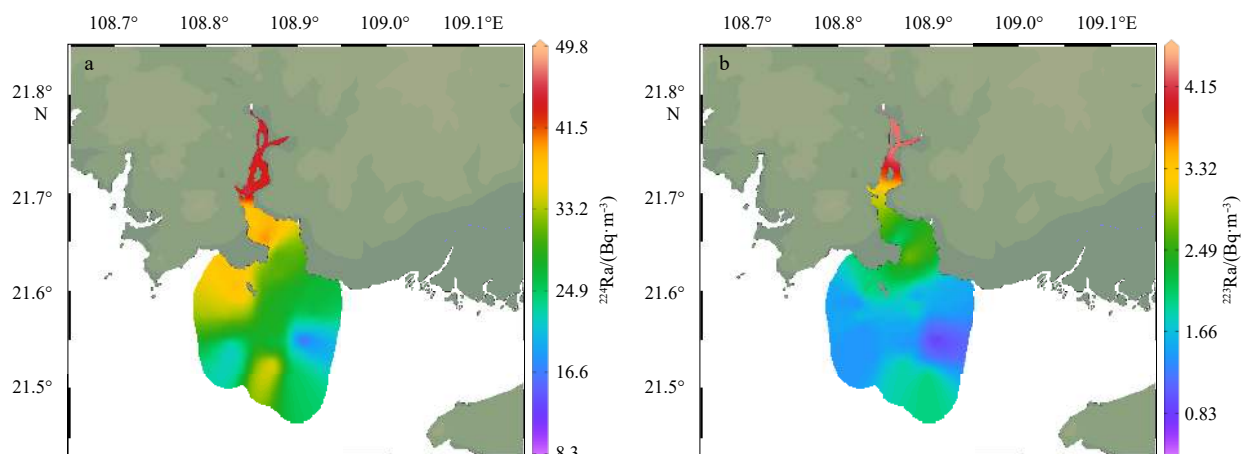 108.7° 108.8° 108.9° 109.0° 109.1°E
a
21.8°
N
21.7°
21.6°
21.5°
49.8
41.5
33.2
24.9
16.6
8.3
²²⁴Ra/(Bq·m⁻³)
108.7° 108.8° 108.9° 109.0° 109.1°E
b
21.8°
N
21.7°
21.6°
21.5°
4.15
3.32
2.49
1.66
0.83
²²³Ra/(Bq·m⁻³)